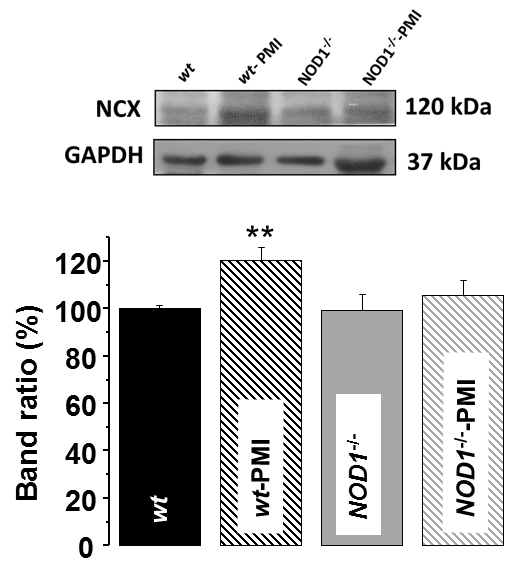 wt
wt- PMI
NOD1-/-
NOD1-/--PMI
NCX
120 kDa
GAPDH
37 kDa
**
Band ratio (%)
120
100
80
60
40
20
0
wt
wt-PMI
NOD1-/-
NOD1-/--PMI